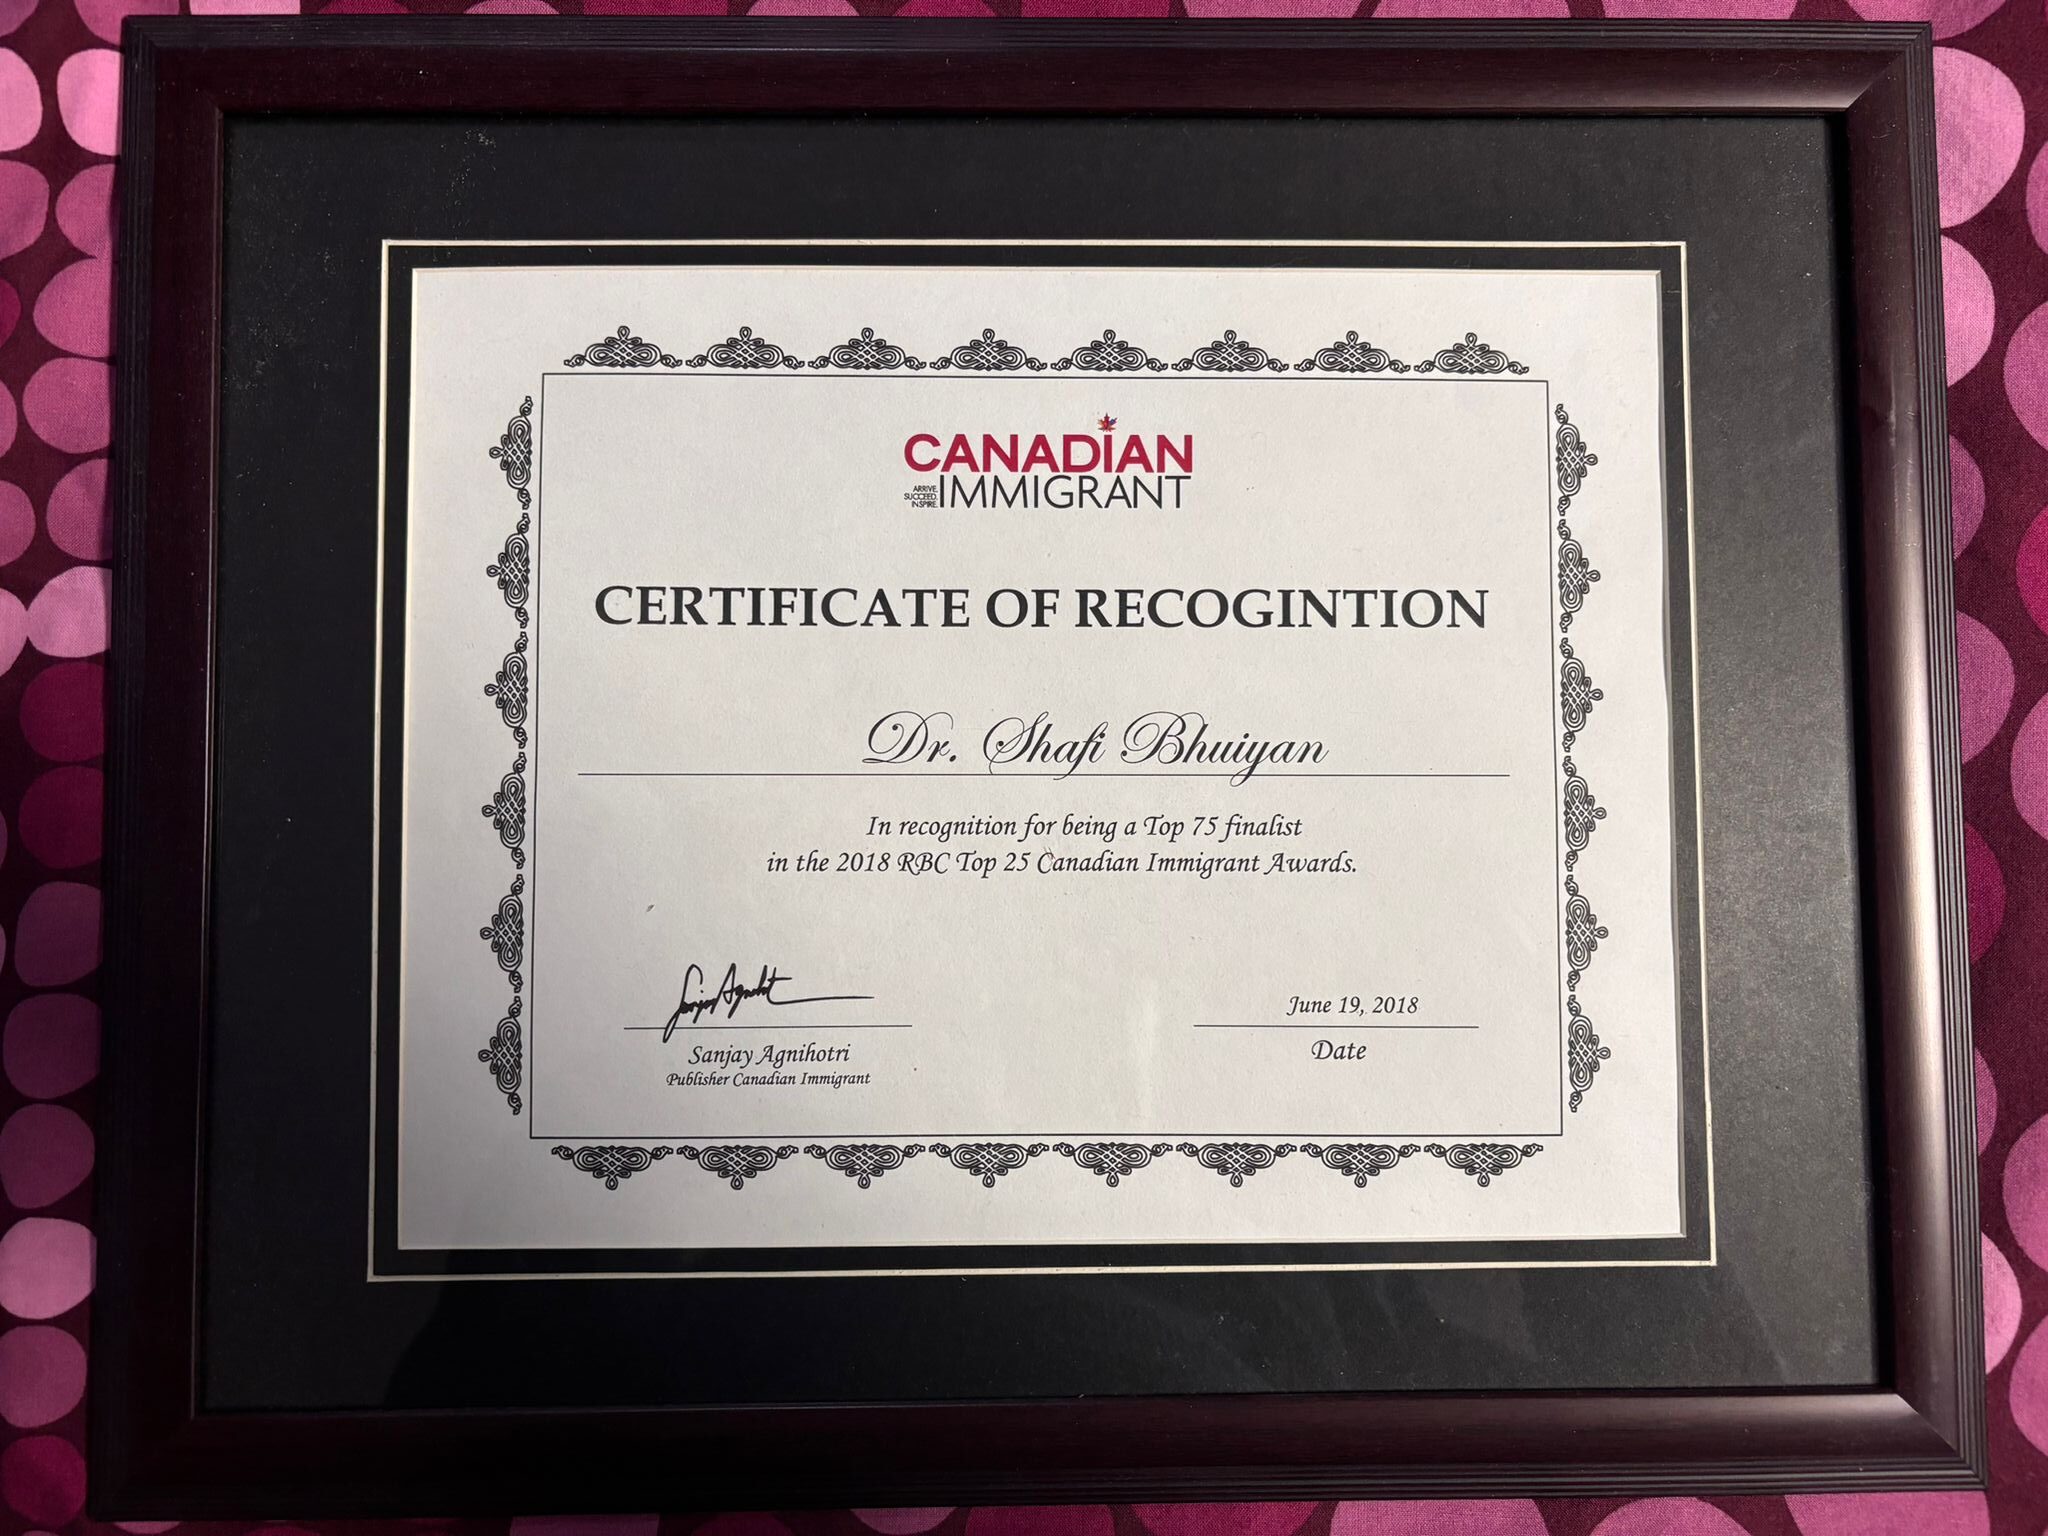 CANADIAN
ARRIVE.
SUCCEED.
INSPIRE.
IMMIGRANT
CERTIFICATE OF RECOGINTION
Dr. Shafi Bhuiyan
In recognition for being a Top 75 finalist
in the 2018 RBC Top 25 Canadian Immigrant Awards.
Sanjay Agnihotri
Publisher Canadian Immigrant
June 19, 2018
Date